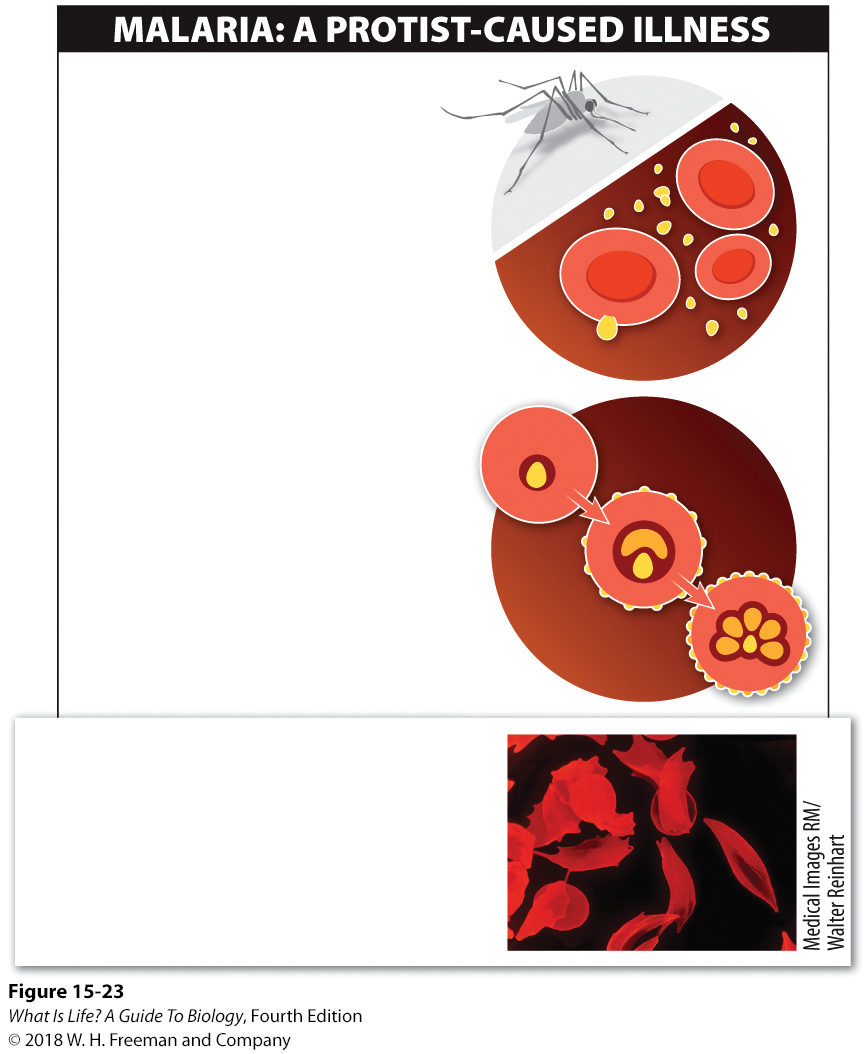 MALARIA: A PROTIST-CAUSED ILLNESS
Medical Images RM/
Walter Reinhart
Figure 15-23
What Is Life? A Guide To Biology, Fourth Edition
© 2018 W. H. Freeman and Company